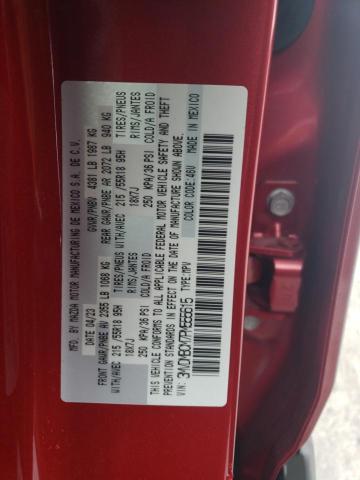 MFD. BY MAZDA MOTOR MANUFACTURING DE MEXICO S.A. DE C.V.
DATE 04/23 GVWR/PNBV 4381 LB 1987 KG
FRONT GAWR/PNBE AV 2355 LB 1068 KG REAR GAWR/PNBE AR 2072 LB 940 KG
WITH/AVEC 215 /55R18 95H TIRES/PNEUS WITH/AVEC 215 /55R18 95H TIRES/PNEUS
18X7J RIMS/JANTES 18X7J RIMS/JANTES
250 KPA/36 PSI COLD/A FROID 250 KPA/36 PSI COLD/A FROID
THIS VEHICLE CONFORMS TO ALL APPLICABLE FEDERAL MOTOR VEHICLE SAFETY AND THEFT
PREVENTION STANDARDS IN EFFECT ON THE DATE OF MANUFACTURE SHOWN ABOVE.
VIN: TYPE:MPV
COLOR CODE:46V MADE IN MEXICO